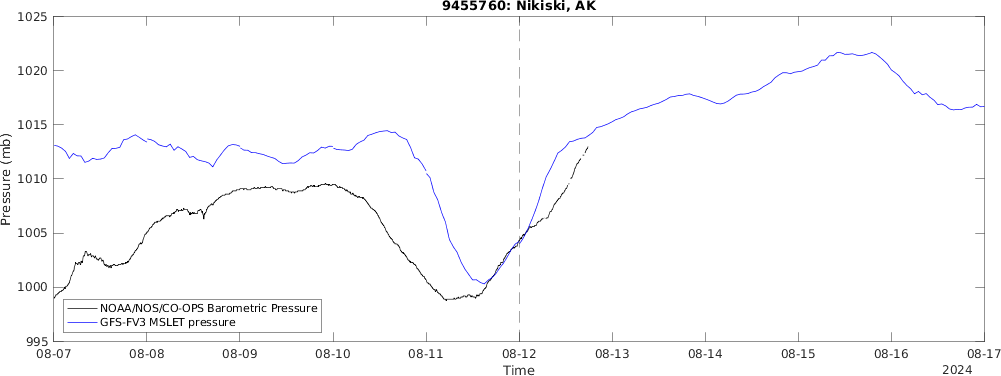 9455760: Nikiski, AK
Pressure (mb)
1025
1020
1015
1010
1005
1000
995
NOAA/NOS/CO-OPS Barometric Pressure
GFS-FV3 MSLET pressure
08-07 08-08 08-09 08-10 08-11 08-12 08-13 08-14 08-15 08-16 08-17
Time
2024